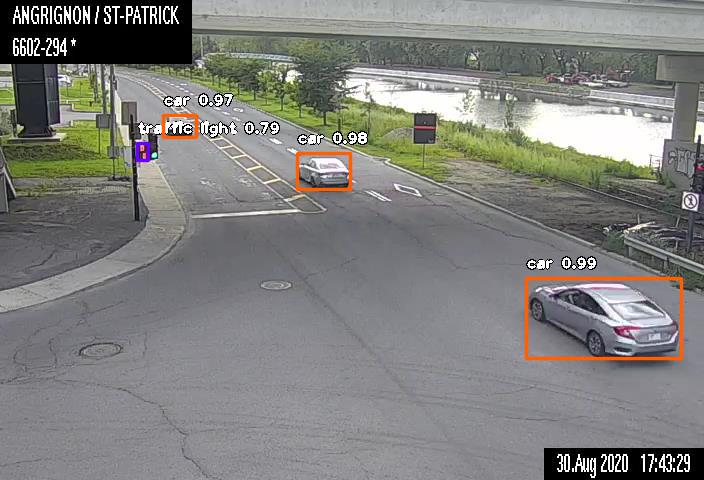 ANGRIGNON / ST-PATRICK
6602-294 *
car 0.97
traffic light 0.79
car 0.98
car 0.99
30.Aug 2020 17:43:29